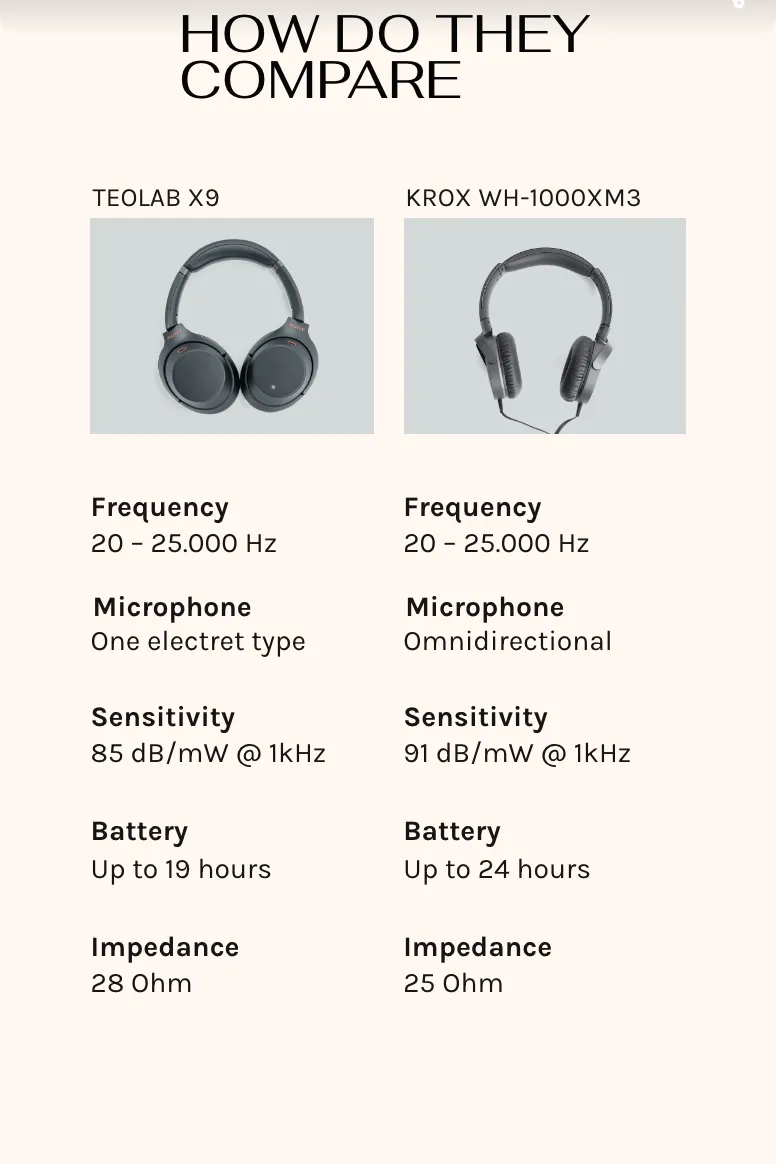 HOW DO THEY
COMPARE
TEOLAB X9
KROX WH-1000XM3
Frequency
20 – 25.000 Hz
Microphone
One electret type
Sensitivity
85 dB/mW @ 1kHz
Battery
Up to 19 hours
Impedance
28 Ohm
Frequency
20 – 25.000 Hz
Microphone
Omnidirectional
Sensitivity
91 dB/mW @ 1kHz
Battery
Up to 24 hours
Impedance
25 Ohm